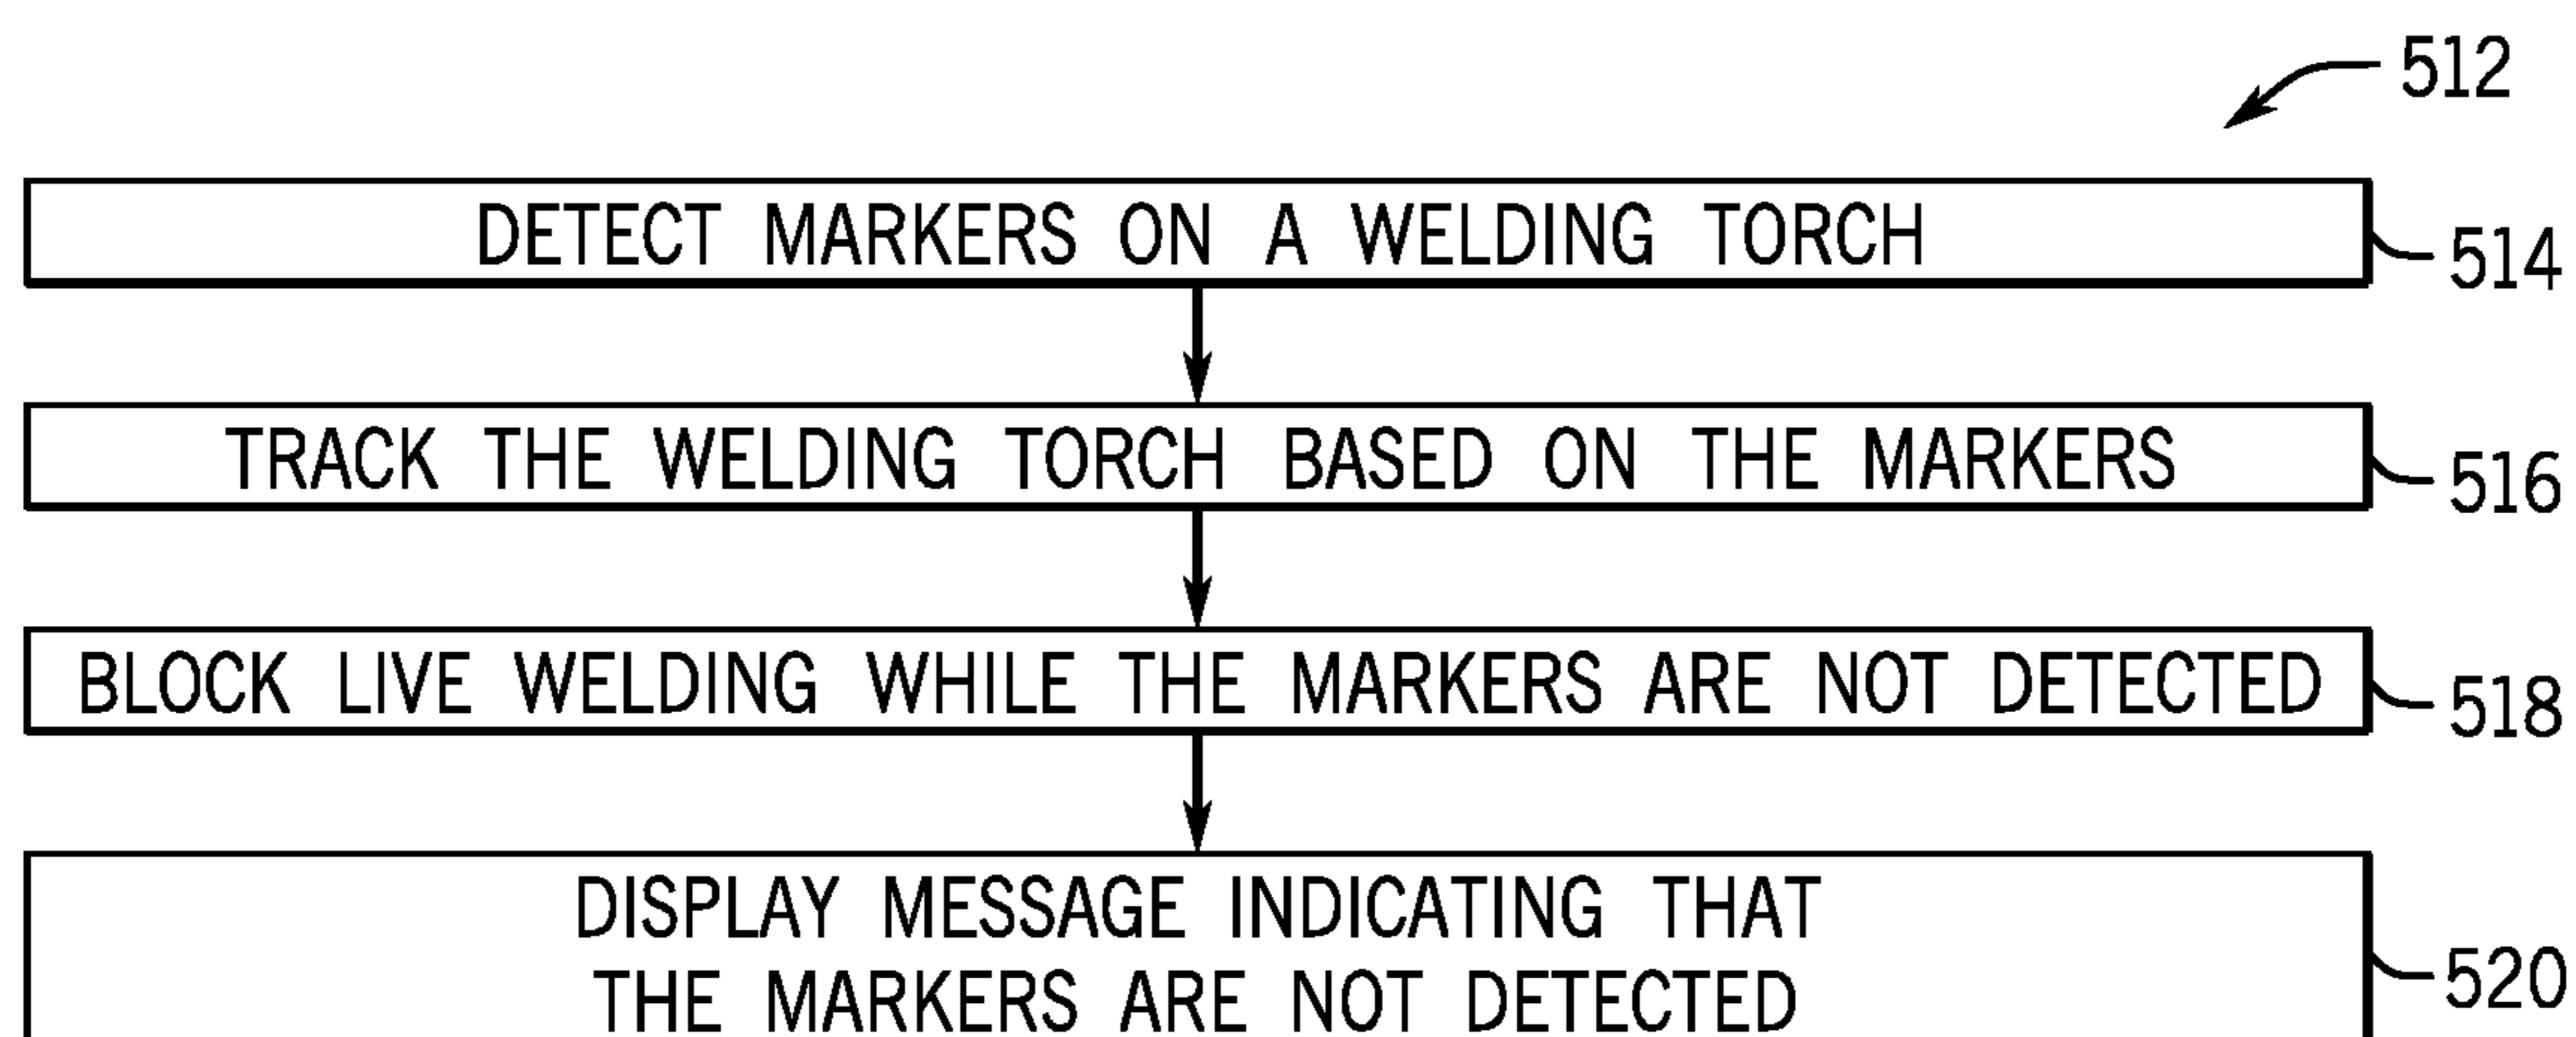 512
DETECT MARKERS ON A WELDING TORCH
514
TRACK THE WELDING TORCH BASED ON THE MARKERS
516
BLOCK LIVE WELDING WHILE THE MARKERS ARE NOT DETECTED
518
DISPLAY MESSAGE INDICATING THAT
THE MARKERS ARE NOT DETECTED
520